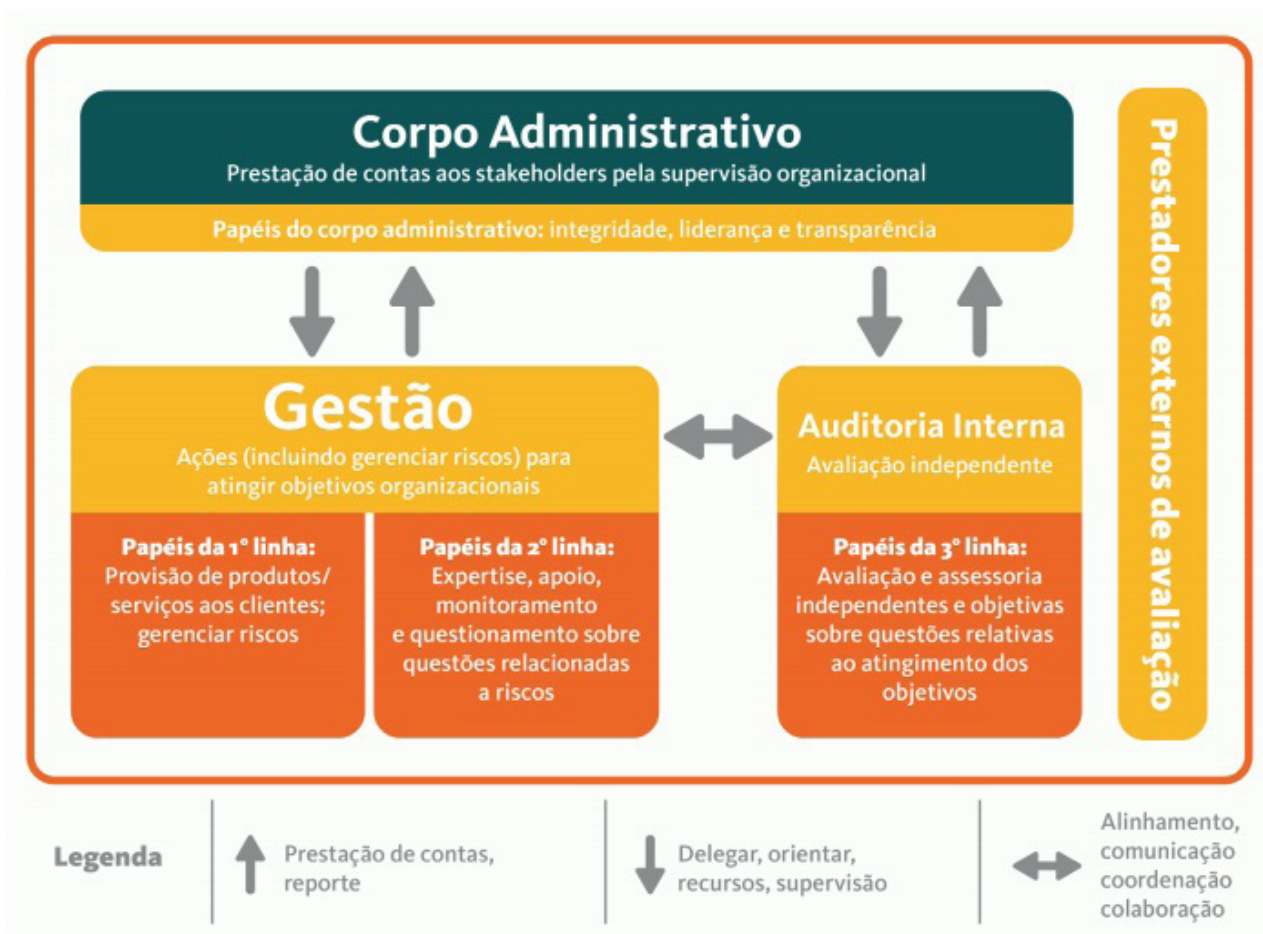 Corpo Administrativo
Prestação de contas aos stakeholders pela supervisão organizacional
Papéis do corpo administrativo: integridade, liderança e transparência
Gestão
Ações (incluindo gerenciar riscos) para
atingir objetivos organizacionais
Papéis da 1º linha:
Provisão de produtos/
serviços aos clientes;
gerenciar riscos
Papéis da 2º linha:
Expertise, apoio,
monitoramento
e questionamento sobre
questões relacionadas
a riscos
Auditoria Interna
Avaliação independente
Papéis da 3º linha:
Avaliação e assessoria
independentes e objetivas
sobre questões relativas
ao atingimento dos
objetivos
Prestadores externos de avaliação
Legenda
Prestação de contas,
reporte
Delegar, orientar,
recursos, supervisão
Alinhamento,
comunicação
coordenação
colaboração